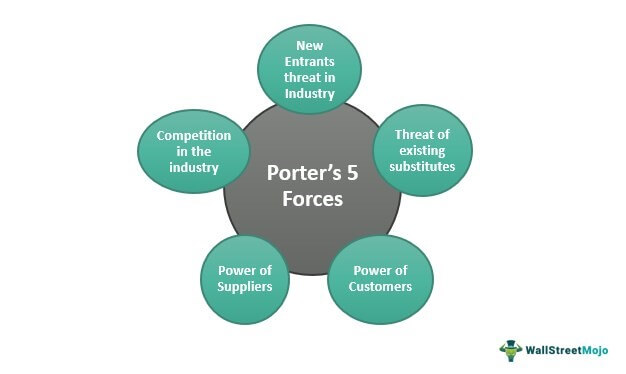 New
Entrants
threat in
Industry
Competition
in the
industry
Threat of
existing
substitutes
Porter's 5
Forces
Power of
Suppliers
Power of
Customers
WallStreetMojo